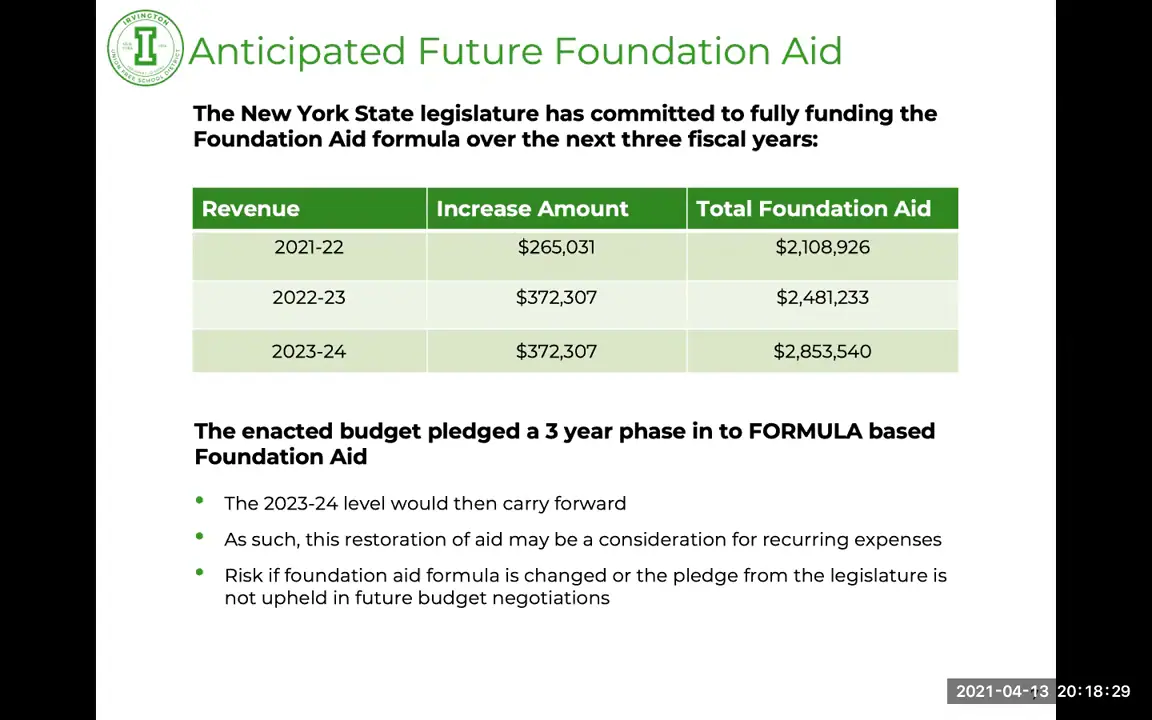 IRVINGTON
UNION FREE SCHOOL DISTRICT
I
Anticipated Future Foundation Aid
The New York State legislature has committed to fully funding the
Foundation Aid formula over the next three fiscal years:
Revenue Increase Amount Total Foundation Aid
2021-22 $265,031 $2,108,926
2022-23 $372,307 $2,481,233
2023-24 $372,307 $2,853,540
The enacted budget pledged a 3 year phase in to FORMULA based
Foundation Aid
• The 2023-24 level would then carry forward
• As such, this restoration of aid may be a consideration for recurring expenses
• Risk if foundation aid formula is changed or the pledge from the legislature is
not upheld in future budget negotiations
2021-04-13 20:18:29